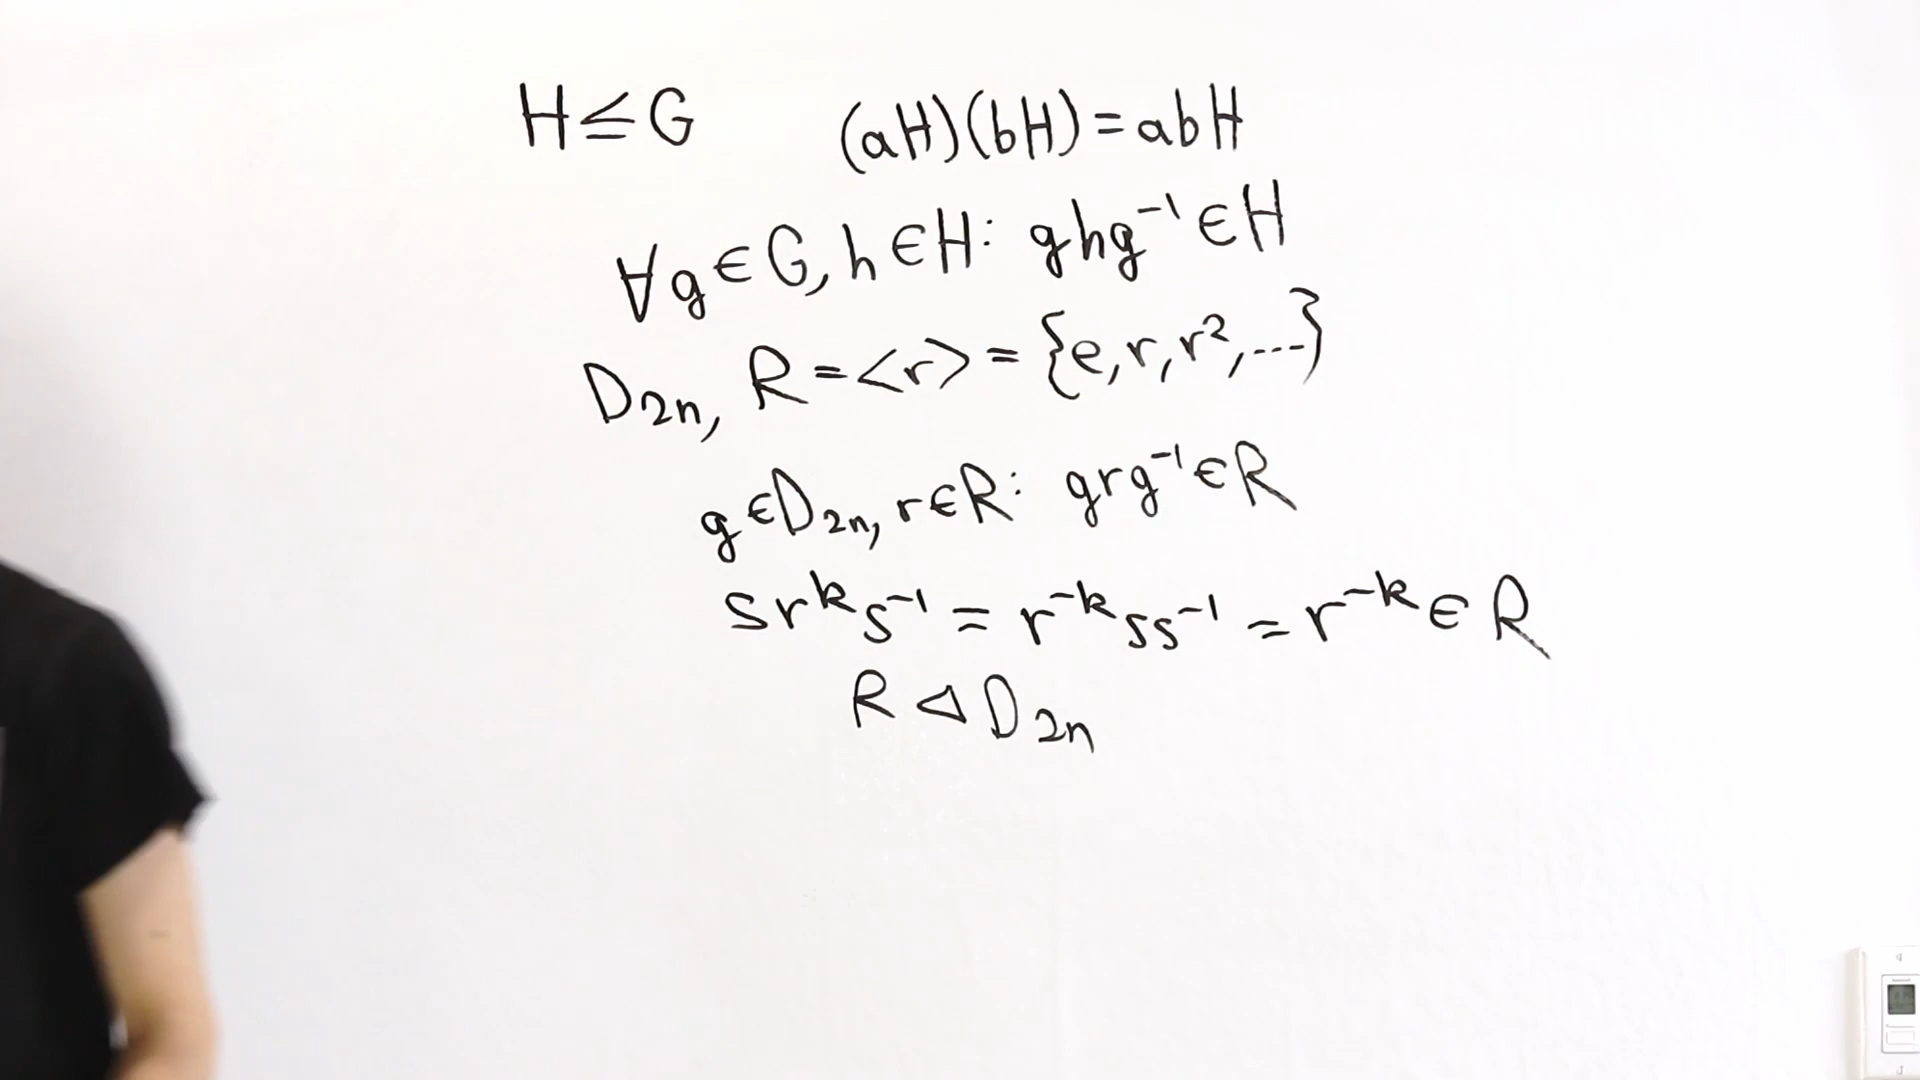 H≤G (aH)(bH)=abH
∀g∈G, h∈H: ghg⁻¹∈H
D₂ₙ, R=<r>={e,r,r²,...}
g∈D₂ₙ, r∈R: grg⁻¹∈R
srᵏs⁻¹=r⁻ᵏss⁻¹=r⁻ᵏ∈R
R⊲D₂ₙ